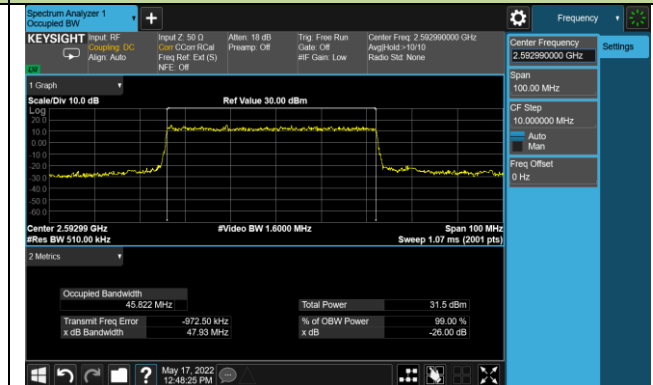 Spectrum Analyzer 1
Occupied BW
Frequency
KEYSIGHT
Input: RF
Coupling: DC
Align: Auto
Input Z: 50 Ω
Corr CCorr RCal
Freq Ref: Ext (S)
NFE: Off
Atten: 18 dB
Preamp: Off
Trig: Free Run
Gate: Off
#IF Gain: Low
Center Freq: 2.592990000 GHz
Avg|Hold:>10/10
Radio Std: None
LXI
Center Frequency
2.592990000 GHz
Settings
Span
100.00 MHz
CF Step
10.000000 MHz
Auto
Man
Freq Offset
0 Hz
1 Graph
Scale/Div 10.0 dB
Ref Value 30.00 dBm
Log
20.0
10.0
0.00
-10.0
-20.0
-30.0
-40.0
-50.0
-60.0
Center 2.59299 GHz
#Video BW 1.6000 MHz
Span 100 MHz
#Res BW 510.00 kHz
Sweep 1.07 ms (2001 pts)
2 Metrics
Occupied Bandwidth
45.822 MHz
Total Power
31.5 dBm
Transmit Freq Error
-972.50 kHz
% of OBW Power
99.00 %
x dB Bandwidth
47.93 MHz
x dB
-26.00 dB
May 17, 2022
12:48:25 PM